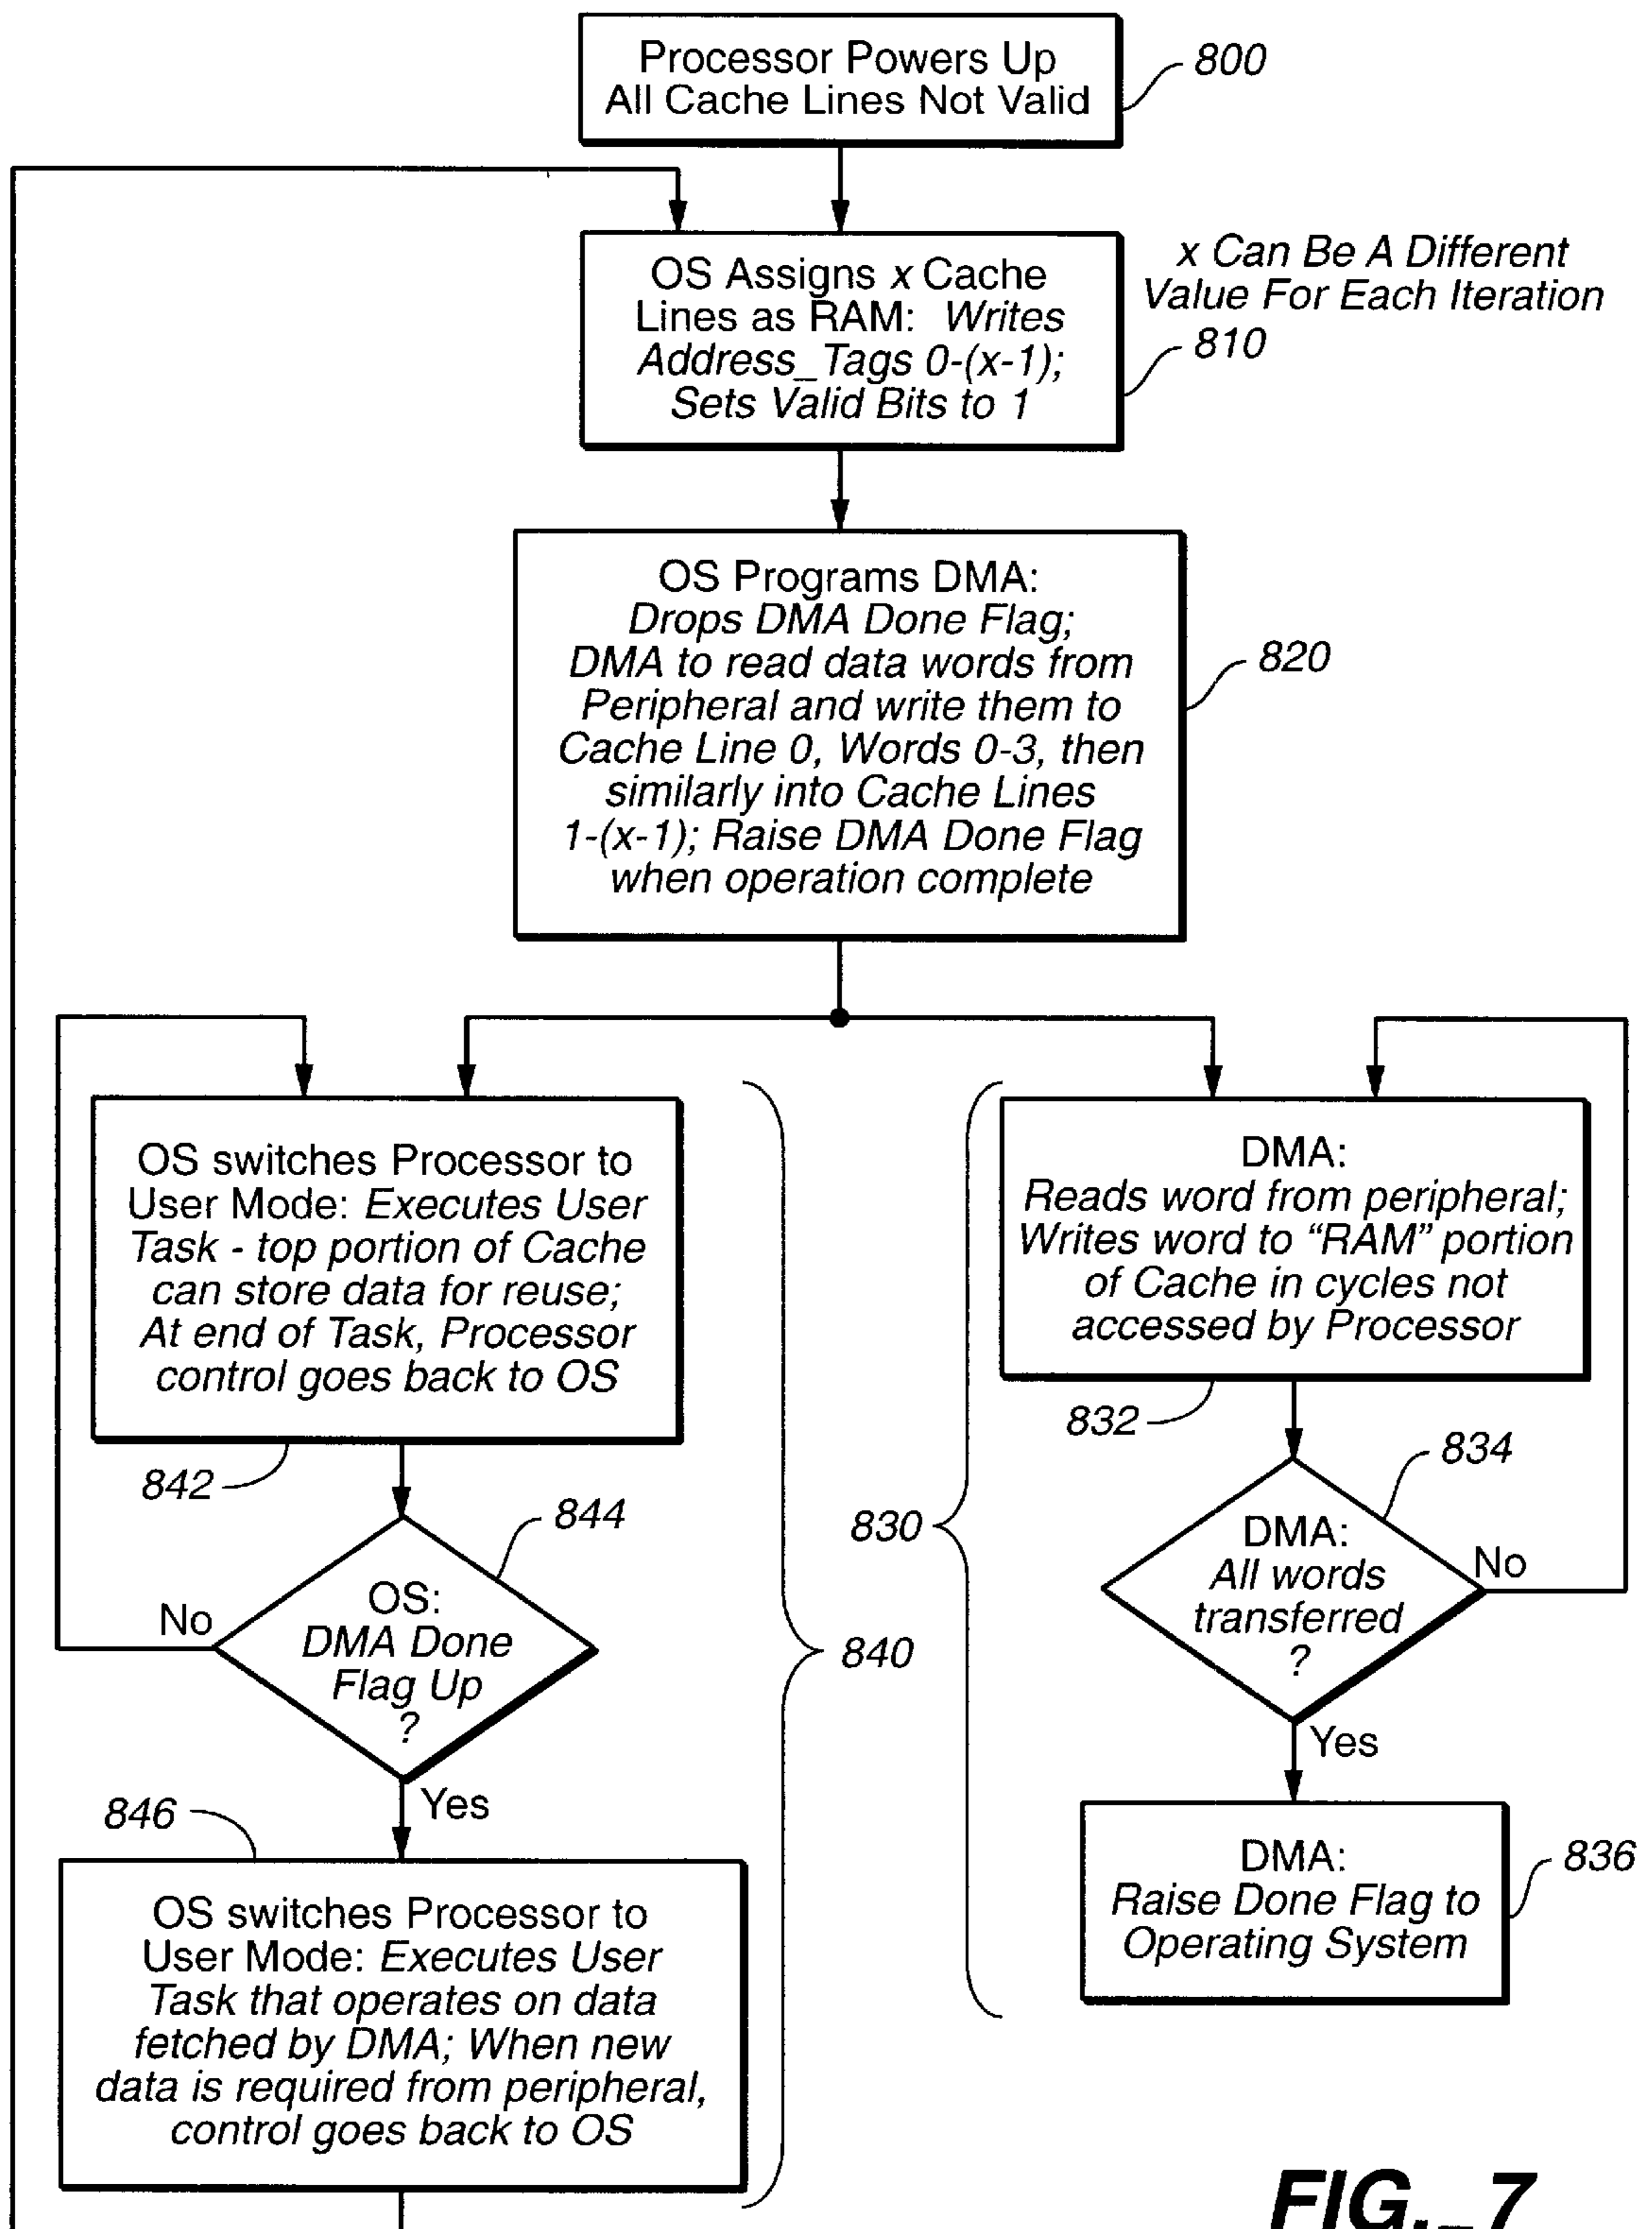 Processor Powers Up
All Cache Lines Not Valid
800
OS Assigns x Cache
Lines as RAM: Writes
Address_Tags 0-(x-1);
Sets Valid Bits to 1
x Can Be A Different
Value For Each Iteration
810
OS Programs DMA:
Drops DMA Done Flag;
DMA to read data words from
Peripheral and write them to
Cache Line 0, Words 0-3, then
similarly into Cache Lines
1-(x-1); Raise DMA Done Flag
when operation complete
820
OS switches Processor to
User Mode: Executes User
Task - top portion of Cache
can store data for reuse;
At end of Task, Processor
control goes back to OS
842
844
OS:
DMA Done
Flag Up
?
No
Yes
846
OS switches Processor to
User Mode: Executes User
Task that operates on data
fetched by DMA; When new
data is required from peripheral,
control goes back to OS
840
830
DMA:
Reads word from peripheral;
Writes word to “RAM” portion
of Cache in cycles not
accessed by Processor
832
834
DMA:
All words
transferred
?
No
Yes
DMA:
Raise Done Flag to
Operating System
836
FIG._7